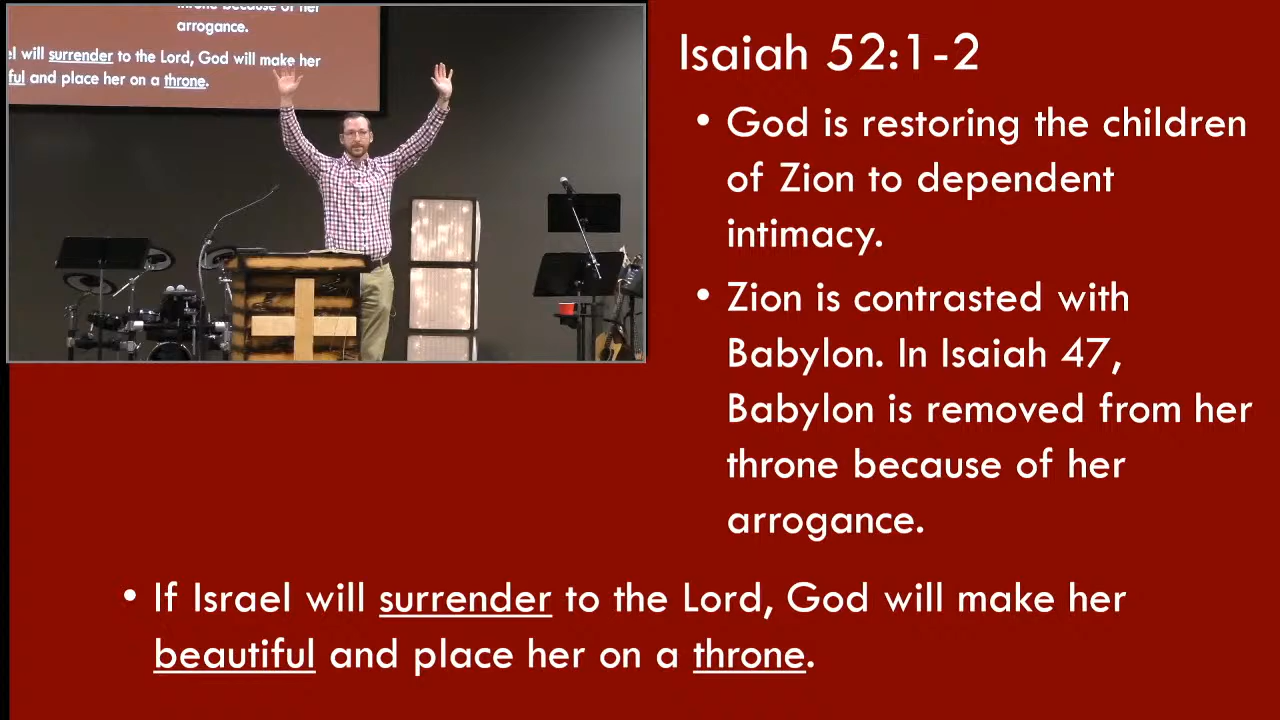 because of her
arrogance.
will surrender to the Lord, God will make her
and place her on a throne.
Isaiah 52:1-2
• God is restoring the children
of Zion to dependent
intimacy.
• Zion is contrasted with
Babylon. In Isaiah 47,
Babylon is removed from her
throne because of her
arrogance.
• If Israel will surrender to the Lord, God will make her
beautiful and place her on a throne.